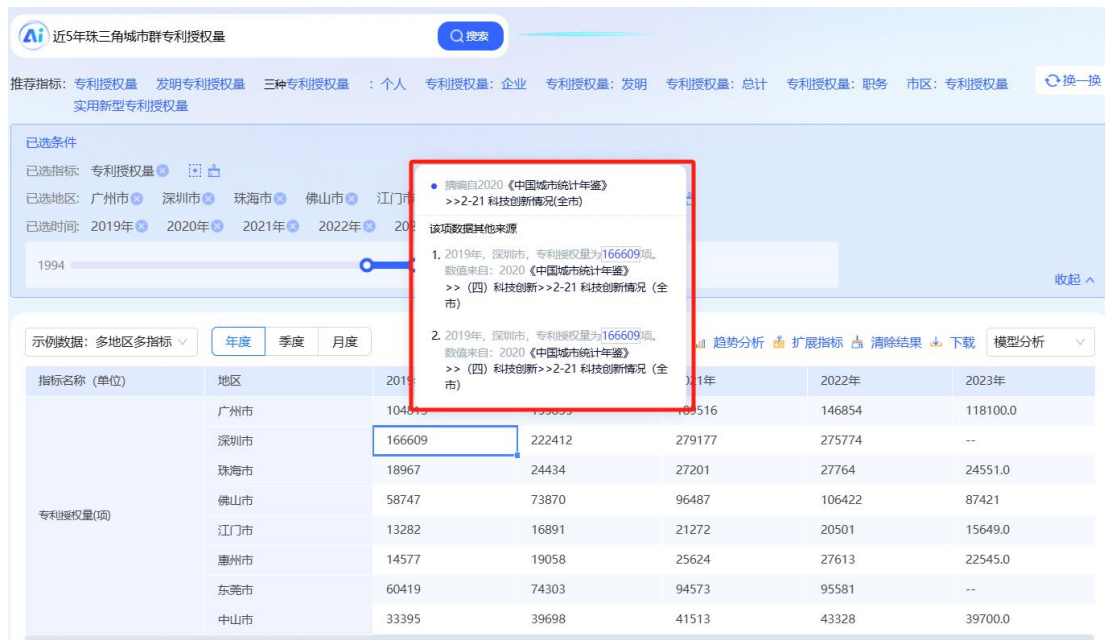 Ai 近5年珠三角城市群专利授权量 搜索
推荐指标: 专利授权量 发明专利授权量 三种专利授权量 : 个人 专利授权量: 企业 专利授权量: 发明 专利授权量: 总计 专利授权量: 职务 市区: 专利授权量 换一换
实用新型专利授权量
已选条件
已选指标: 专利授权量
已选地区: 广州市 深圳市 珠海市 佛山市 江门市
已选时间: 2019年 2020年 2021年 2022年
1994
收起
摘编自2020《中国城市统计年鉴》
>>2-21 科技创新情况(全市)
该项数据其他来源
1. 2019年, 深圳市, 专利授权量为166609项。
数值来自: 2020《中国城市统计年鉴》
>> (四) 科技创新>>2-21 科技创新情况 (全
市)
2. 2019年, 深圳市, 专利授权量为166609项。
数值来自: 2020《中国城市统计年鉴》
>> (四) 科技创新>>2-21 科技创新情况 (全
市)
示例数据: 多地区多指标 年度 季度 月度 趋势分析 扩展指标 清除结果 下载 模型分析
指标名称 (单位) 地区 2022年 2023年
广州市 146854 118100.0
深圳市 166609 222412 279177 275774 --
珠海市 18967 24434 27201 27764 24551.0
佛山市 58747 73870 96487 106422 87421
专利授权量(项)
江门市 13282 16891 21272 20501 15649.0
惠州市 14577 19058 25624 27613 22545.0
东莞市 60419 74303 94573 95581 --
中山市 33395 39698 41513 43328 39700.0